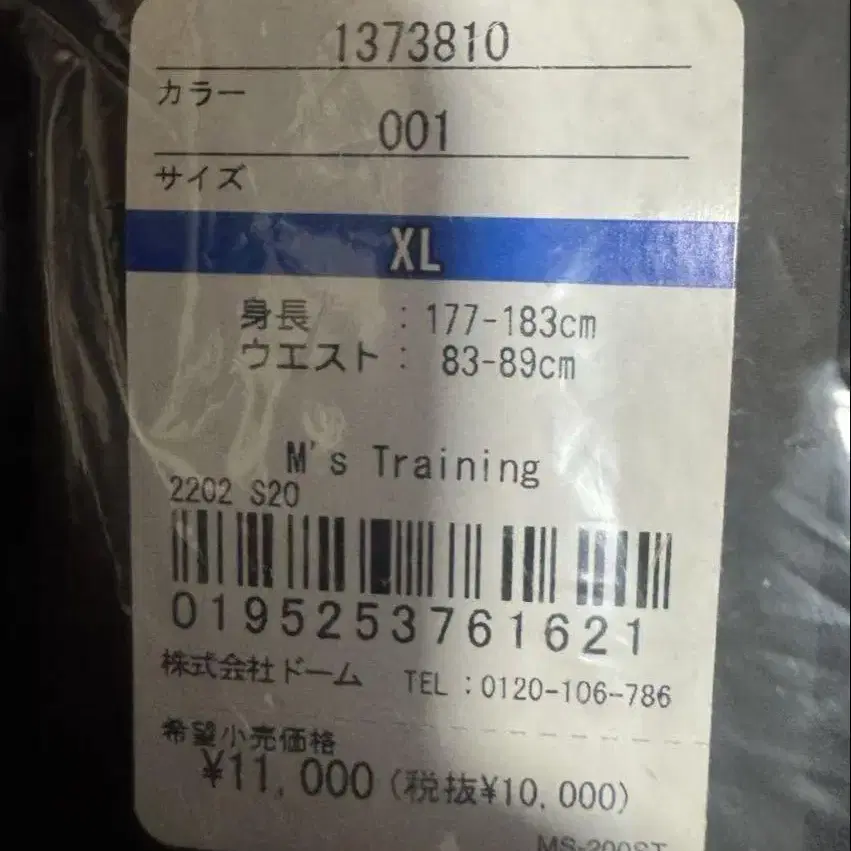 1373810
カラー
001
サイズ
XL
身長 : 177-183cm
ウエスト : 83-89cm
M's Training
2202 S20
0195253761621
株式会社ドーム TEL:0120-106-786
希望小売価格
¥11,000(税抜¥10,000)
MS-200ST